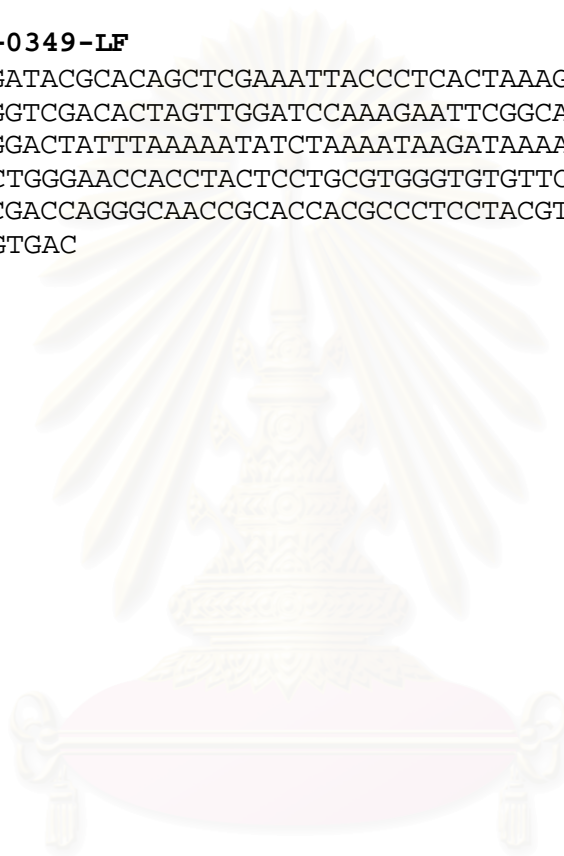 -0349-LF
GATACGCACAGCTCGAAATTACCCTCACTAAAG
GGTCGACACTAGTTGGATCCAAAGAATTCGGCA
GGACTATTTAAAAATATCTAAAATAAGATAAAA
CTGGGAACCACCTACTCCTGCGTGGGTGTGTTC
CGACCAGGGCAACCGCACCACGCCCTCCTACGT
GTGAC